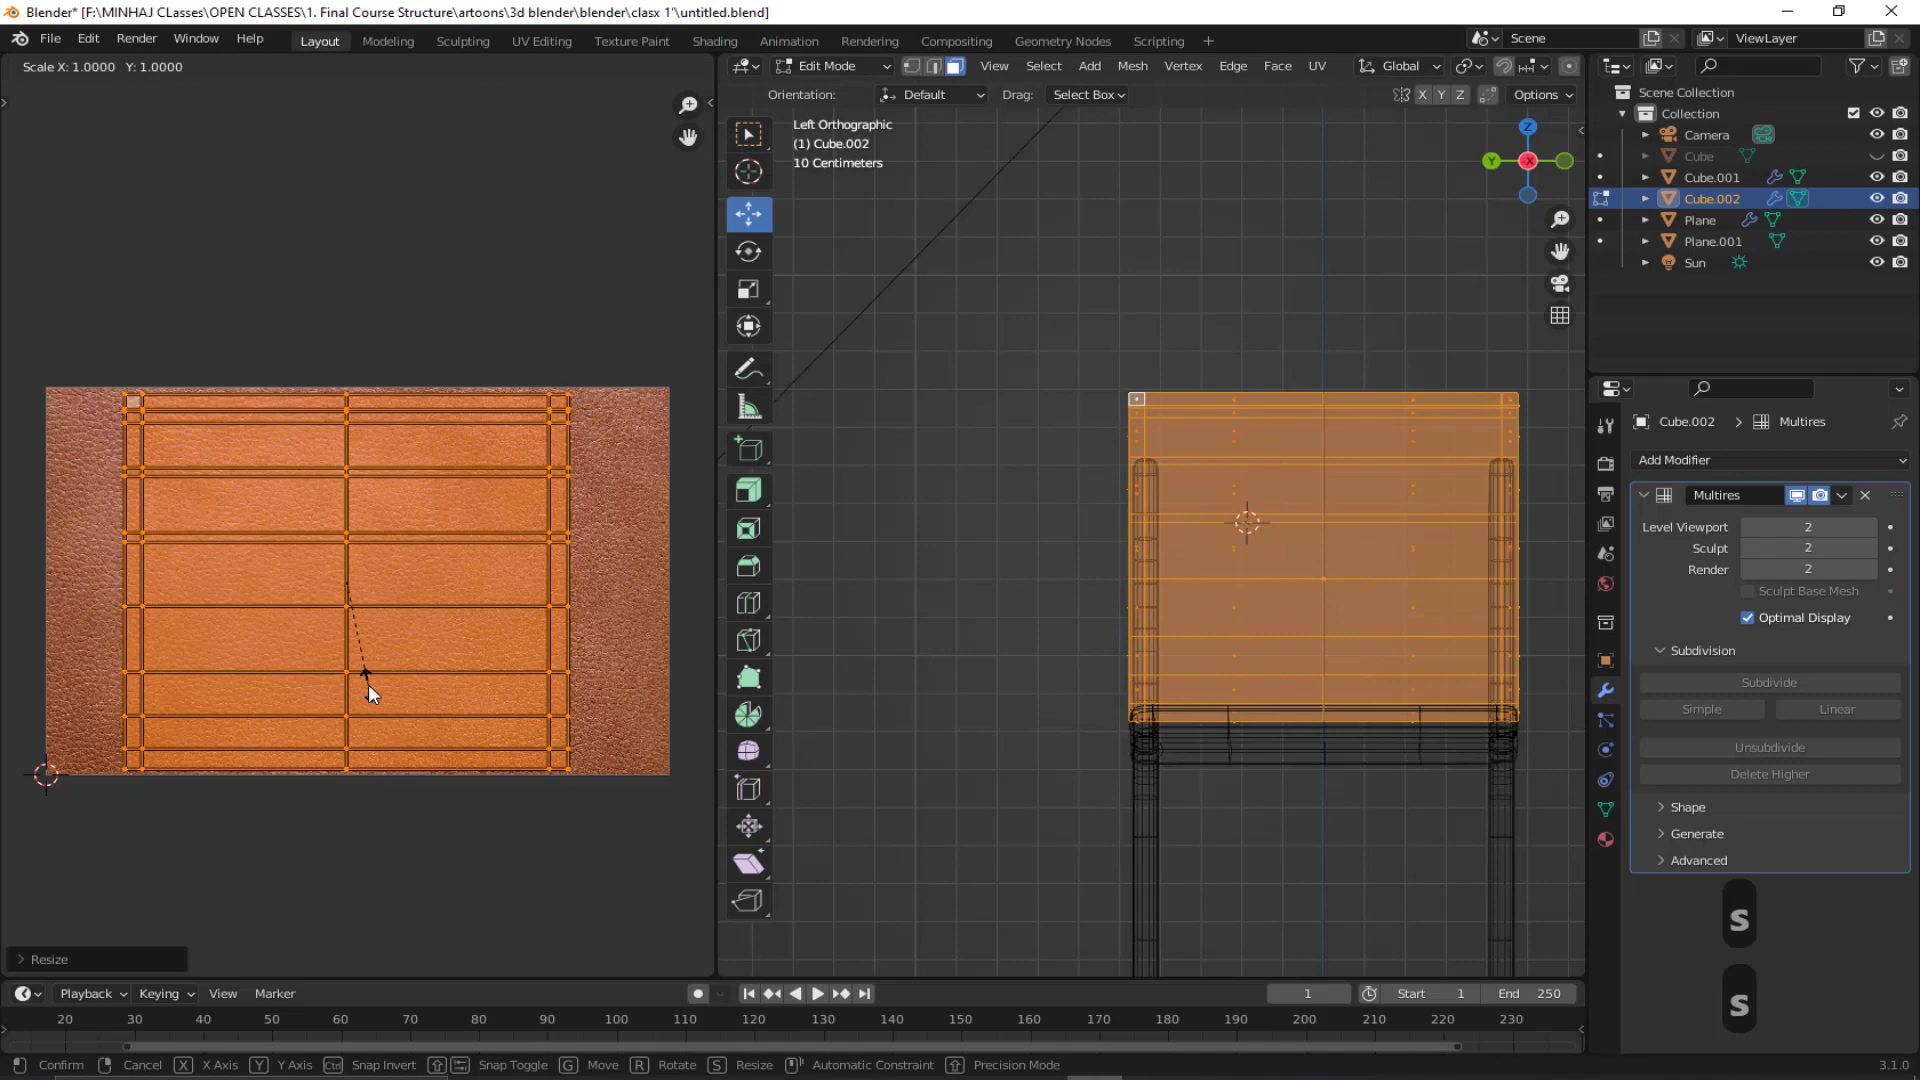 Blender* [F:\MINHAJ CLasses\OPEN CLASSES\1. Final Course Structure\artoons\3d blender\blender\clasx 1"\untitled.blend]
File Edit Render Window Help Layout Modeling Sculpting UV Editing Texture Paint Shading Animation Rendering Compositing Geometry Nodes Scripting + Scene ViewLayer
Scale X: 1.0000 Y: 1.0000
Edit Mode View Select Add Mesh Vertex Edge Face UV Global
Orientation: Default Drag: Select Box X Y Z Options
Left Orthographic
(1) Cube.002
10 Centimeters
Z
Y
X
Scene Collection
Collection
Camera
Cube
Cube.001
Cube.002
Plane
Plane.001
Sun
Cube.002 > Multires
Add Modifier
Multires
Level Viewport 2
Sculpt 2
Render 2
Sculpt Base Mesh
Optimal Display
Subdivision
Subdivide
Simple Linear
Unsubdivide
Delete Higher
Shape
Generate
Advanced
S
S
Resize
Playback Keying View Marker 1 Start 1 End 250
20 30 40 50 60 70 80 90 100 110 120 130 140 150 160 170 180 190 200 210 220 230
Confirm Cancel X X Axis Y Y Axis Ctrl Snap Invert Snap Toggle G Move R Rotate S Resize Automatic Constraint Precision Mode 3.1.0